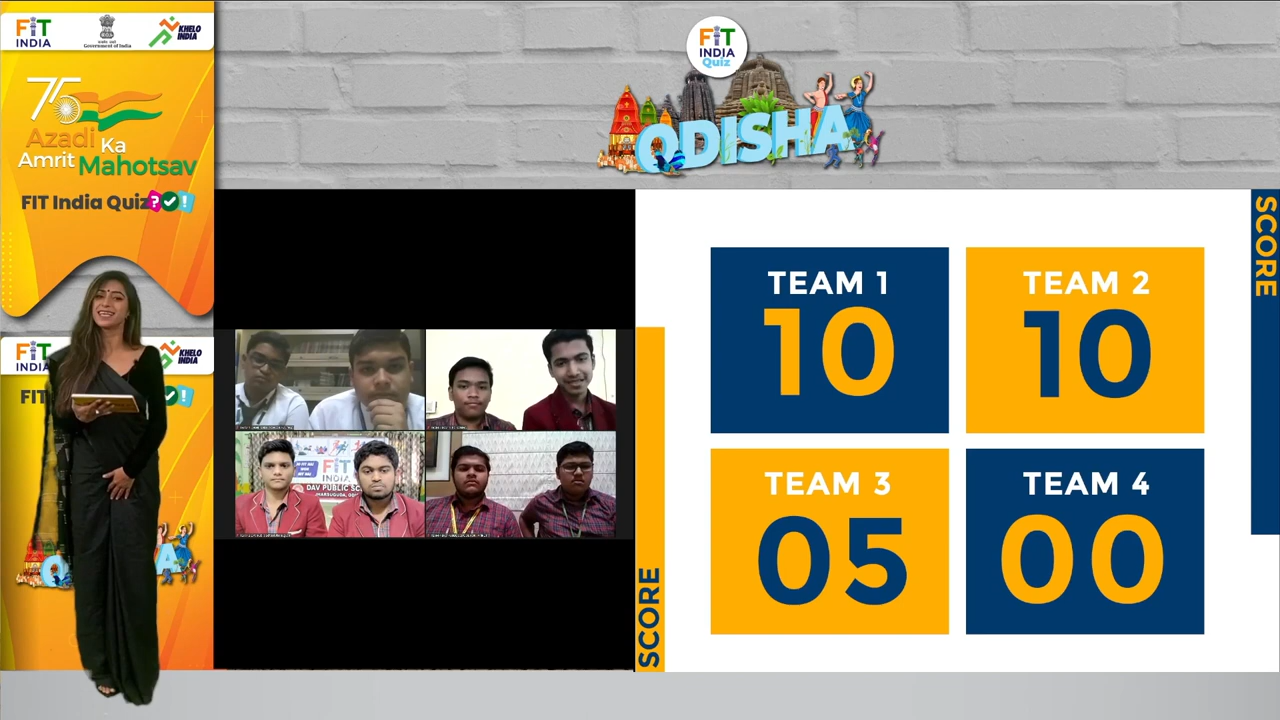 FiT
INDIA
Government of India
KHELO
INDIA
75
Azadi Ka
Amrit Mahotsav
FIT India Quiz?!
FiT
INDIA
KHELO
INDIA
FIT
FiT
INDIA
Quiz
ODISHA
FiT
INDIA
DAV PUBLIC SC
SCORE
TEAM 1
10
TEAM 2
10
TEAM 3
05
TEAM 4
00
SCORE